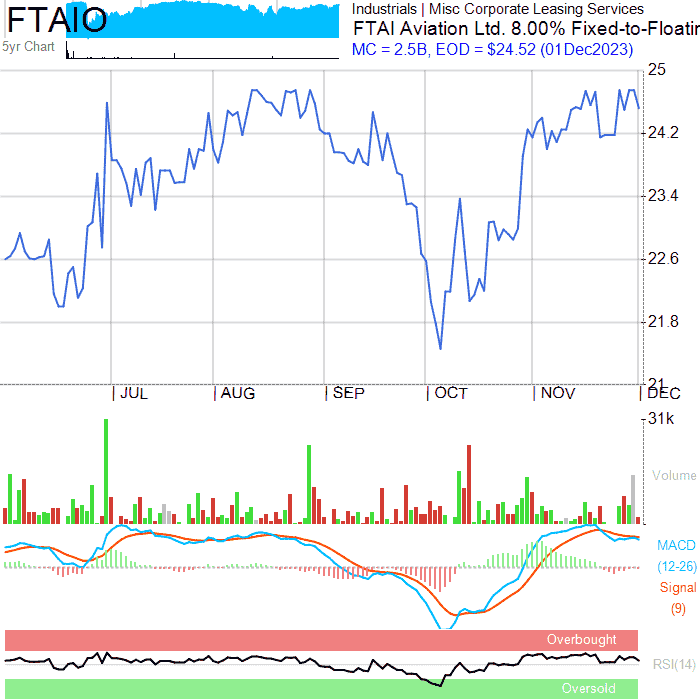 FTAIO
5yr Chart
Industrials | Misc Corporate Leasing Services
FTAI Aviation Ltd. 8.00% Fixed-to-Floatin
MC = 2.5B, EOD = $24.52 (01Dec2023)
25
24.2
23.4
22.6
21.8
21
JUL AUG SEP OCT NOV DEC
31k
Volume
MACD
(12-26)
Signal
(9)
Overbought
RSI(14)
Oversold